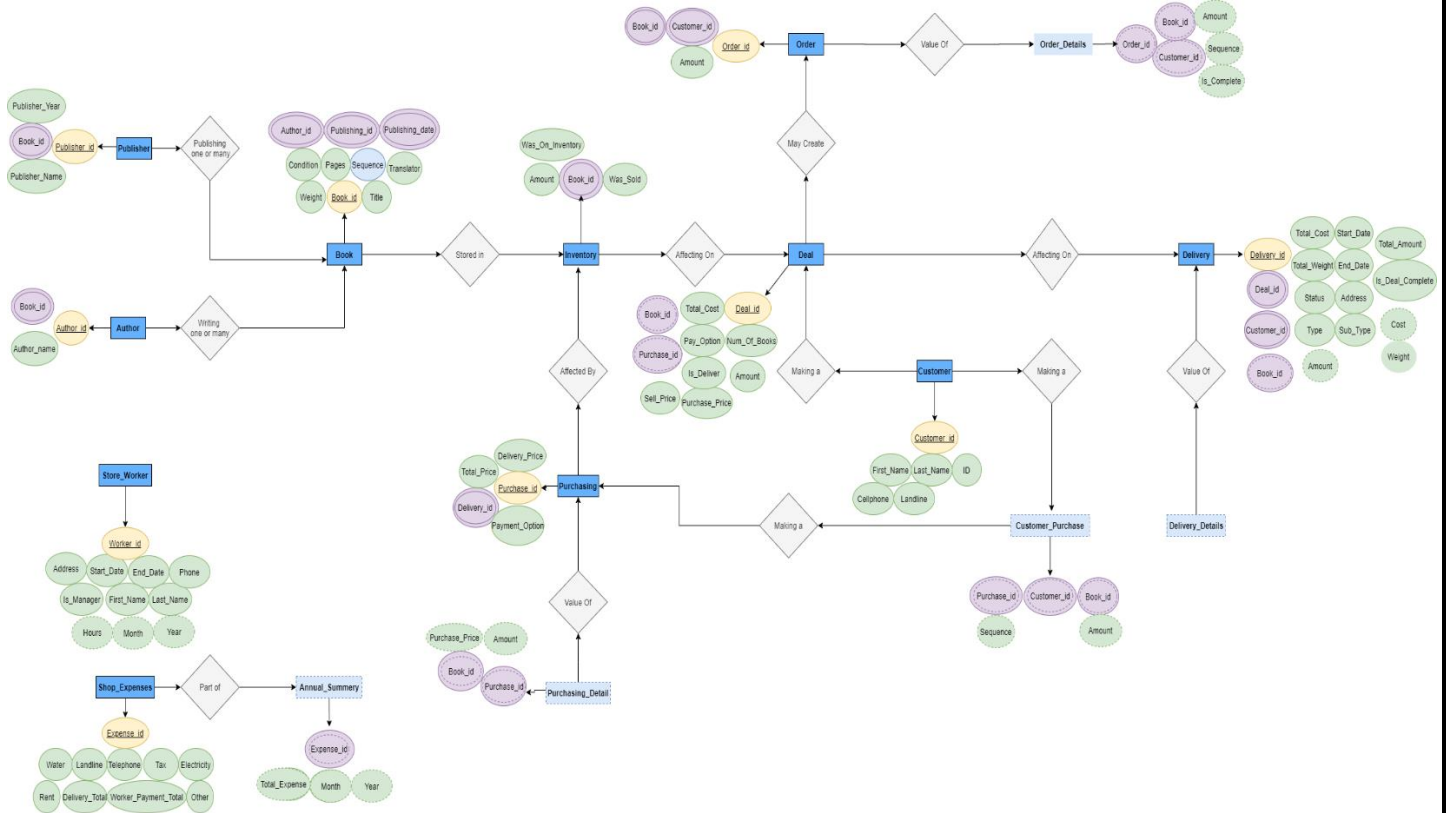 Book_id
Customer_id
Order_id
Amount
Order
Value Of
Order_Details
Order_id
Book_id
Customer_id
Amount
Sequence
Is_Complete
Publisher_Year
Book_id
Publisher_id
Publisher_Name
Publisher
Publishing
one or many
Author_id
Publishing_id
Publishing_date
Condition
Pages
Sequence
Translator
Weight
Book_id
Title
Was_On_Inventory
Amount
Book_id
Was_Sold
May Create
Book
Stored in
Inventory
Affecting On
Deal
Affecting On
Delivery
Delivery_id
Total_Cost
Start_Date
Total_Amount
Total_Weight
End_Date
Is_Deal_Complete
Deal_id
Status
Address
Customer_id
Type
Sub_Type
Cost
Weight
Book_id
Amount
Book_id
Author_id
Author_name
Author
Writing
one or many
Book_id
Total_Cost
Deal_id
Purchase_id
Pay_Option
Num_Of_Books
Is_Deliver
Amount
Sell_Price
Purchase_Price
Affected By
Making a
Customer
Making a
Value Of
Customer_id
First_Name
Last_Name
ID
Cellphone
Landline
Store_Worker
Worker_id
Address
Start_Date
End_Date
Phone
Is_Manager
First_Name
Last_Name
Hours
Month
Year
Delivery_Price
Total_Price
Purchase_id
Delivery_id
Payment_Option
Purchasing
Making a
Customer_Purchase
Delivery_Details
Purchase_id
Customer_id
Book_id
Sequence
Amount
Value Of
Purchase_Price
Amount
Book_id
Purchase_id
Purchasing_Detail
Shop_Expenses
Part of
Annual_Summery
Expense_id
Water
Landline
Telephone
Tax
Electricity
Rent
Delivery_Total
Worker_Payment_Total
Other
Expense_id
Total_Expense
Month
Year